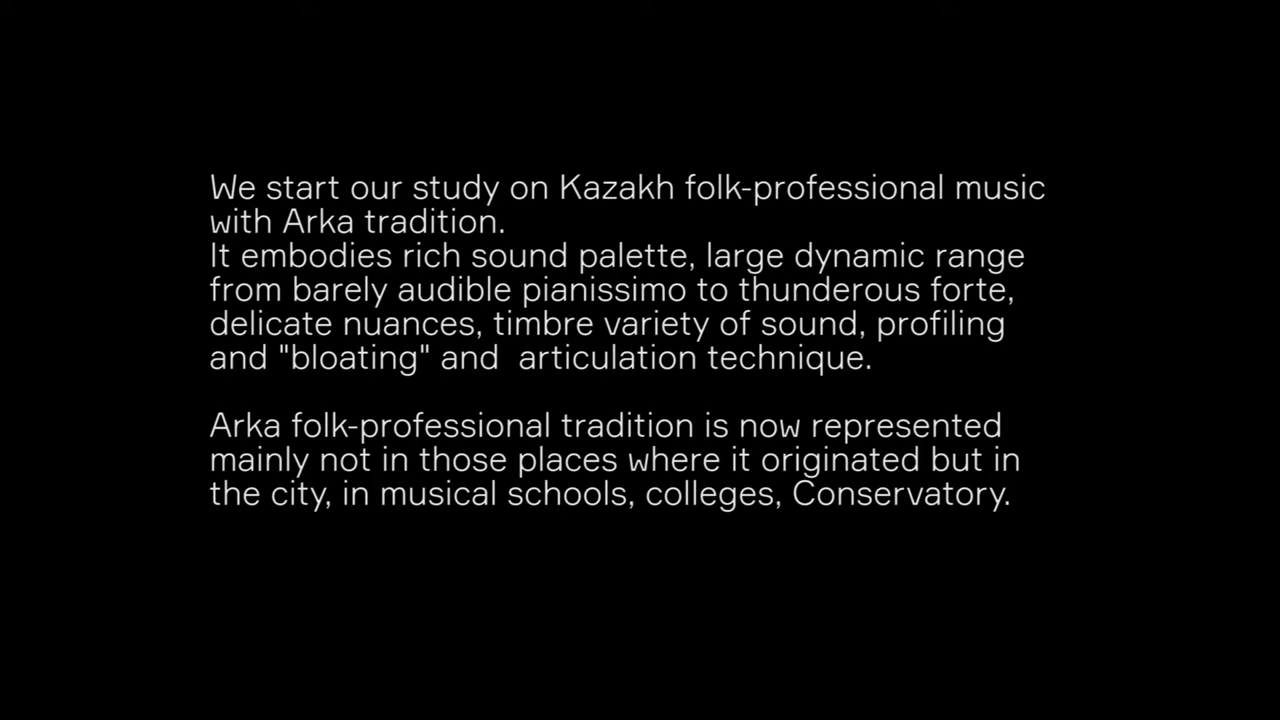 We start our study on Kazakh folk-professional music
with Arka tradition.
It embodies rich sound palette, large dynamic range
from barely audible pianissimo to thunderous forte,
delicate nuances, timbre variety of sound, profiling
and "bloating" and  articulation technique.
Arka folk-professional tradition is now represented
mainly not in those places where it originated but in
the city, in musical schools, colleges, Conservatory.